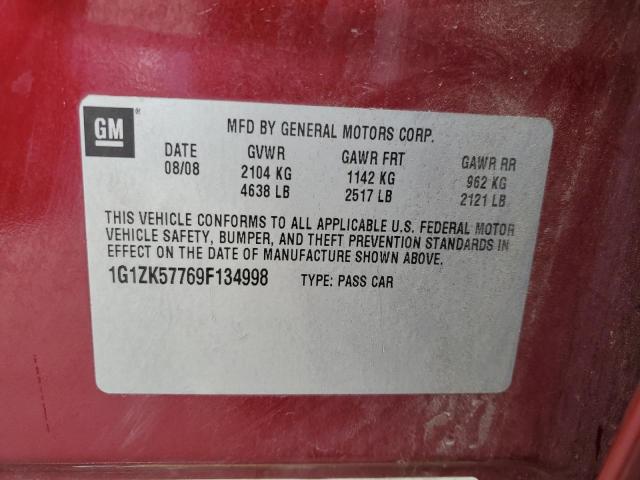 GM ®
MFD BY GENERAL MOTORS CORP.
DATE GVWR GAWR FRT GAWR RR
08/08 2104 KG 1142 KG 962 KG
4638 LB 2517 LB 2121 LB
THIS VEHICLE CONFORMS TO ALL APPLICABLE U.S. FEDERAL MOTOR
VEHICLE SAFETY, BUMPER, AND THEFT PREVENTION STANDARDS IN
EFFECT ON THE DATE OF MANUFACTURE SHOWN ABOVE.
1G1ZK57769F134998 TYPE: PASS CAR